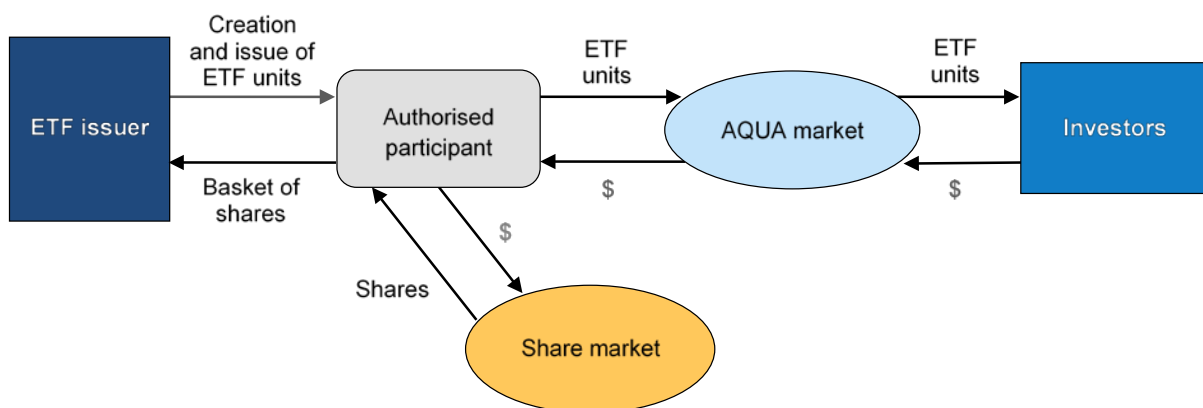 Creation
and issue of
ETF units
ETF
units
ETF
units
ETF issuer
Authorised
participant
AQUA market
Investors
Basket of
shares
$
$
$
Shares
Share market